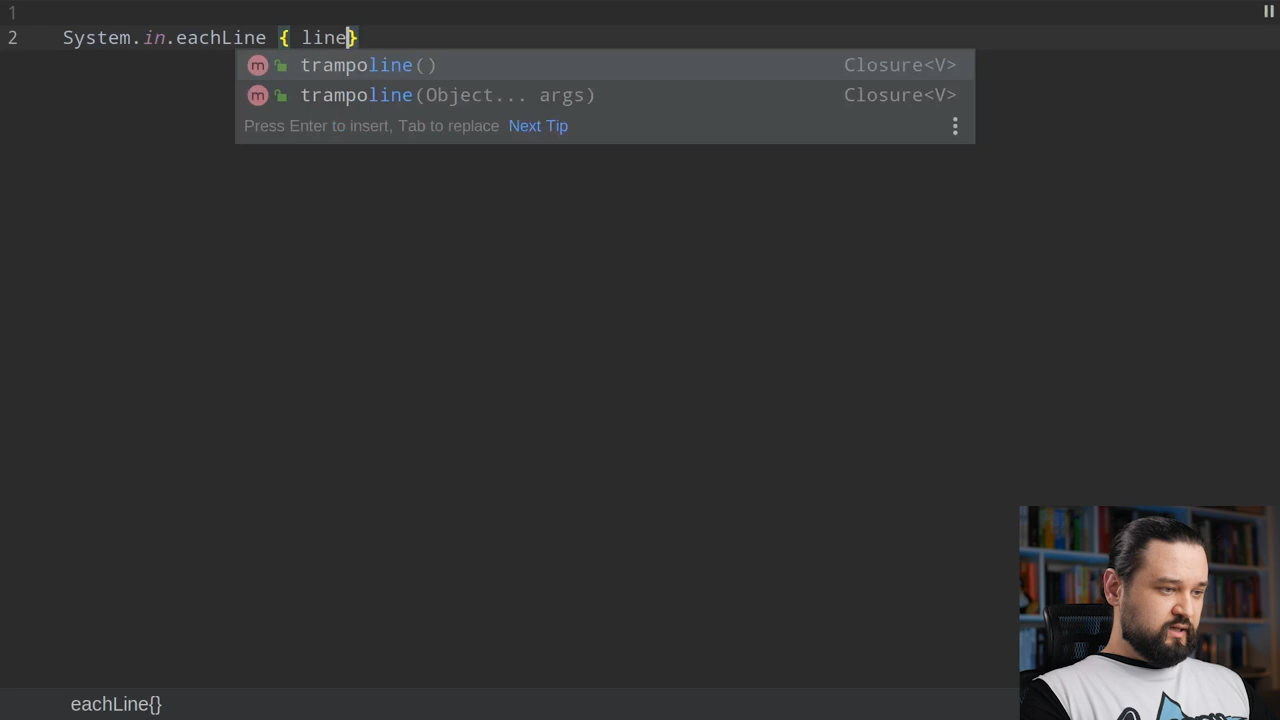 1
2 System.in.eachLine { line}
m trampoline() Closure<V>
m trampoline(Object... args) Closure<V>
Press Enter to insert, Tab to replace Next Tip
eachLine{}